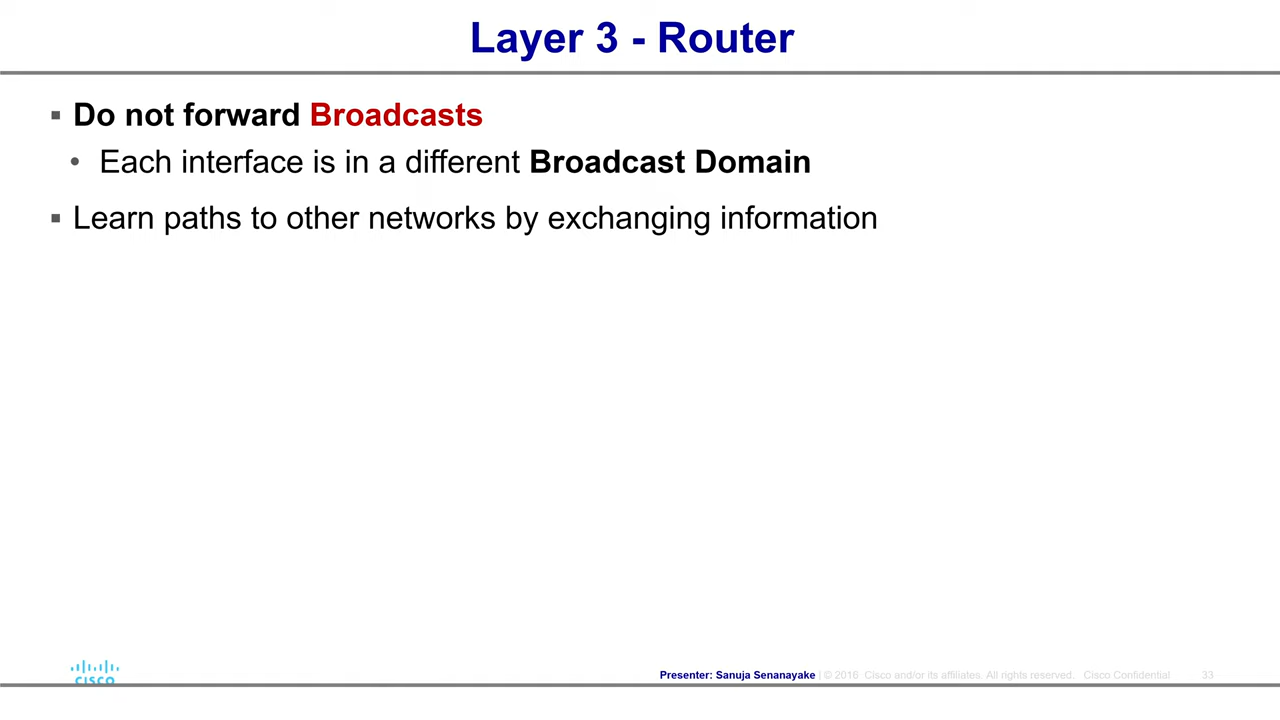 Layer 3 - Router
▪ Do not forward Broadcasts
• Each interface is in a different Broadcast Domain
▪ Learn paths to other networks by exchanging information
CISCO
Presenter: Sanuja Senanayake | © 2016 Cisco and/or its affiliates. All rights reserved. Cisco Confidential 33